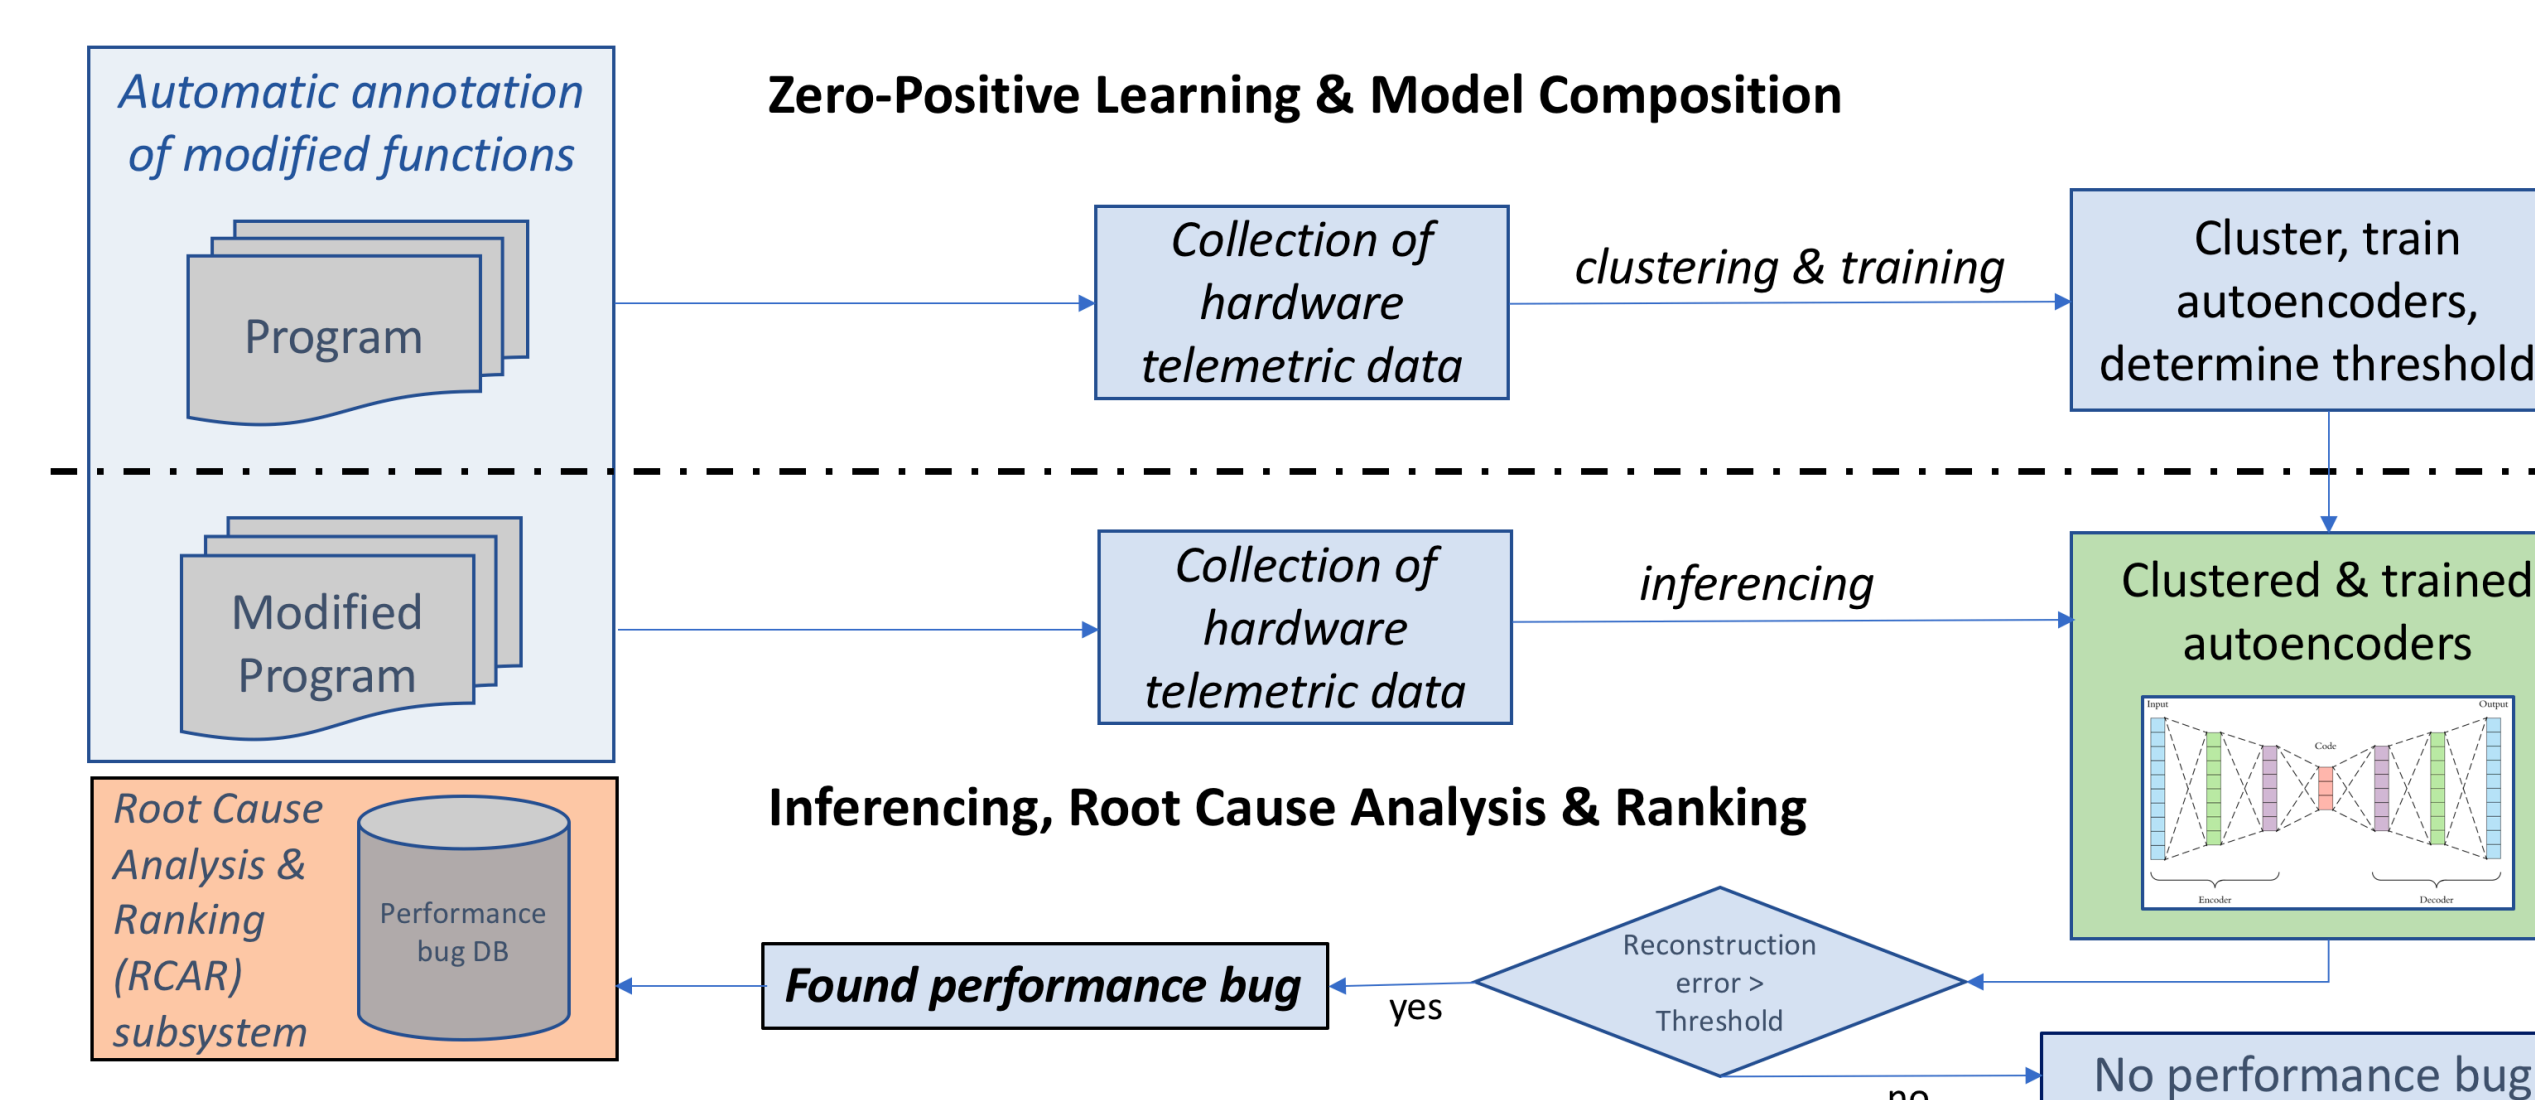 Automatic annotation
of modified functions
Zero-Positive Learning & Model Composition
Program
Collection of
hardware
telemetric data
clustering & training
Cluster, train
autoencoders,
determine threshold
Modified
Program
Collection of
hardware
telemetric data
inferencing
Clustered & trained
autoencoders
Input
Output
Code
Encoder
Decoder
Inferencing, Root Cause Analysis & Ranking
Root Cause
Analysis &
Ranking
(RCAR)
subsystem
Performance
bug DB
Found performance bug
yes
Reconstruction
error >
Threshold
no
No performance bug